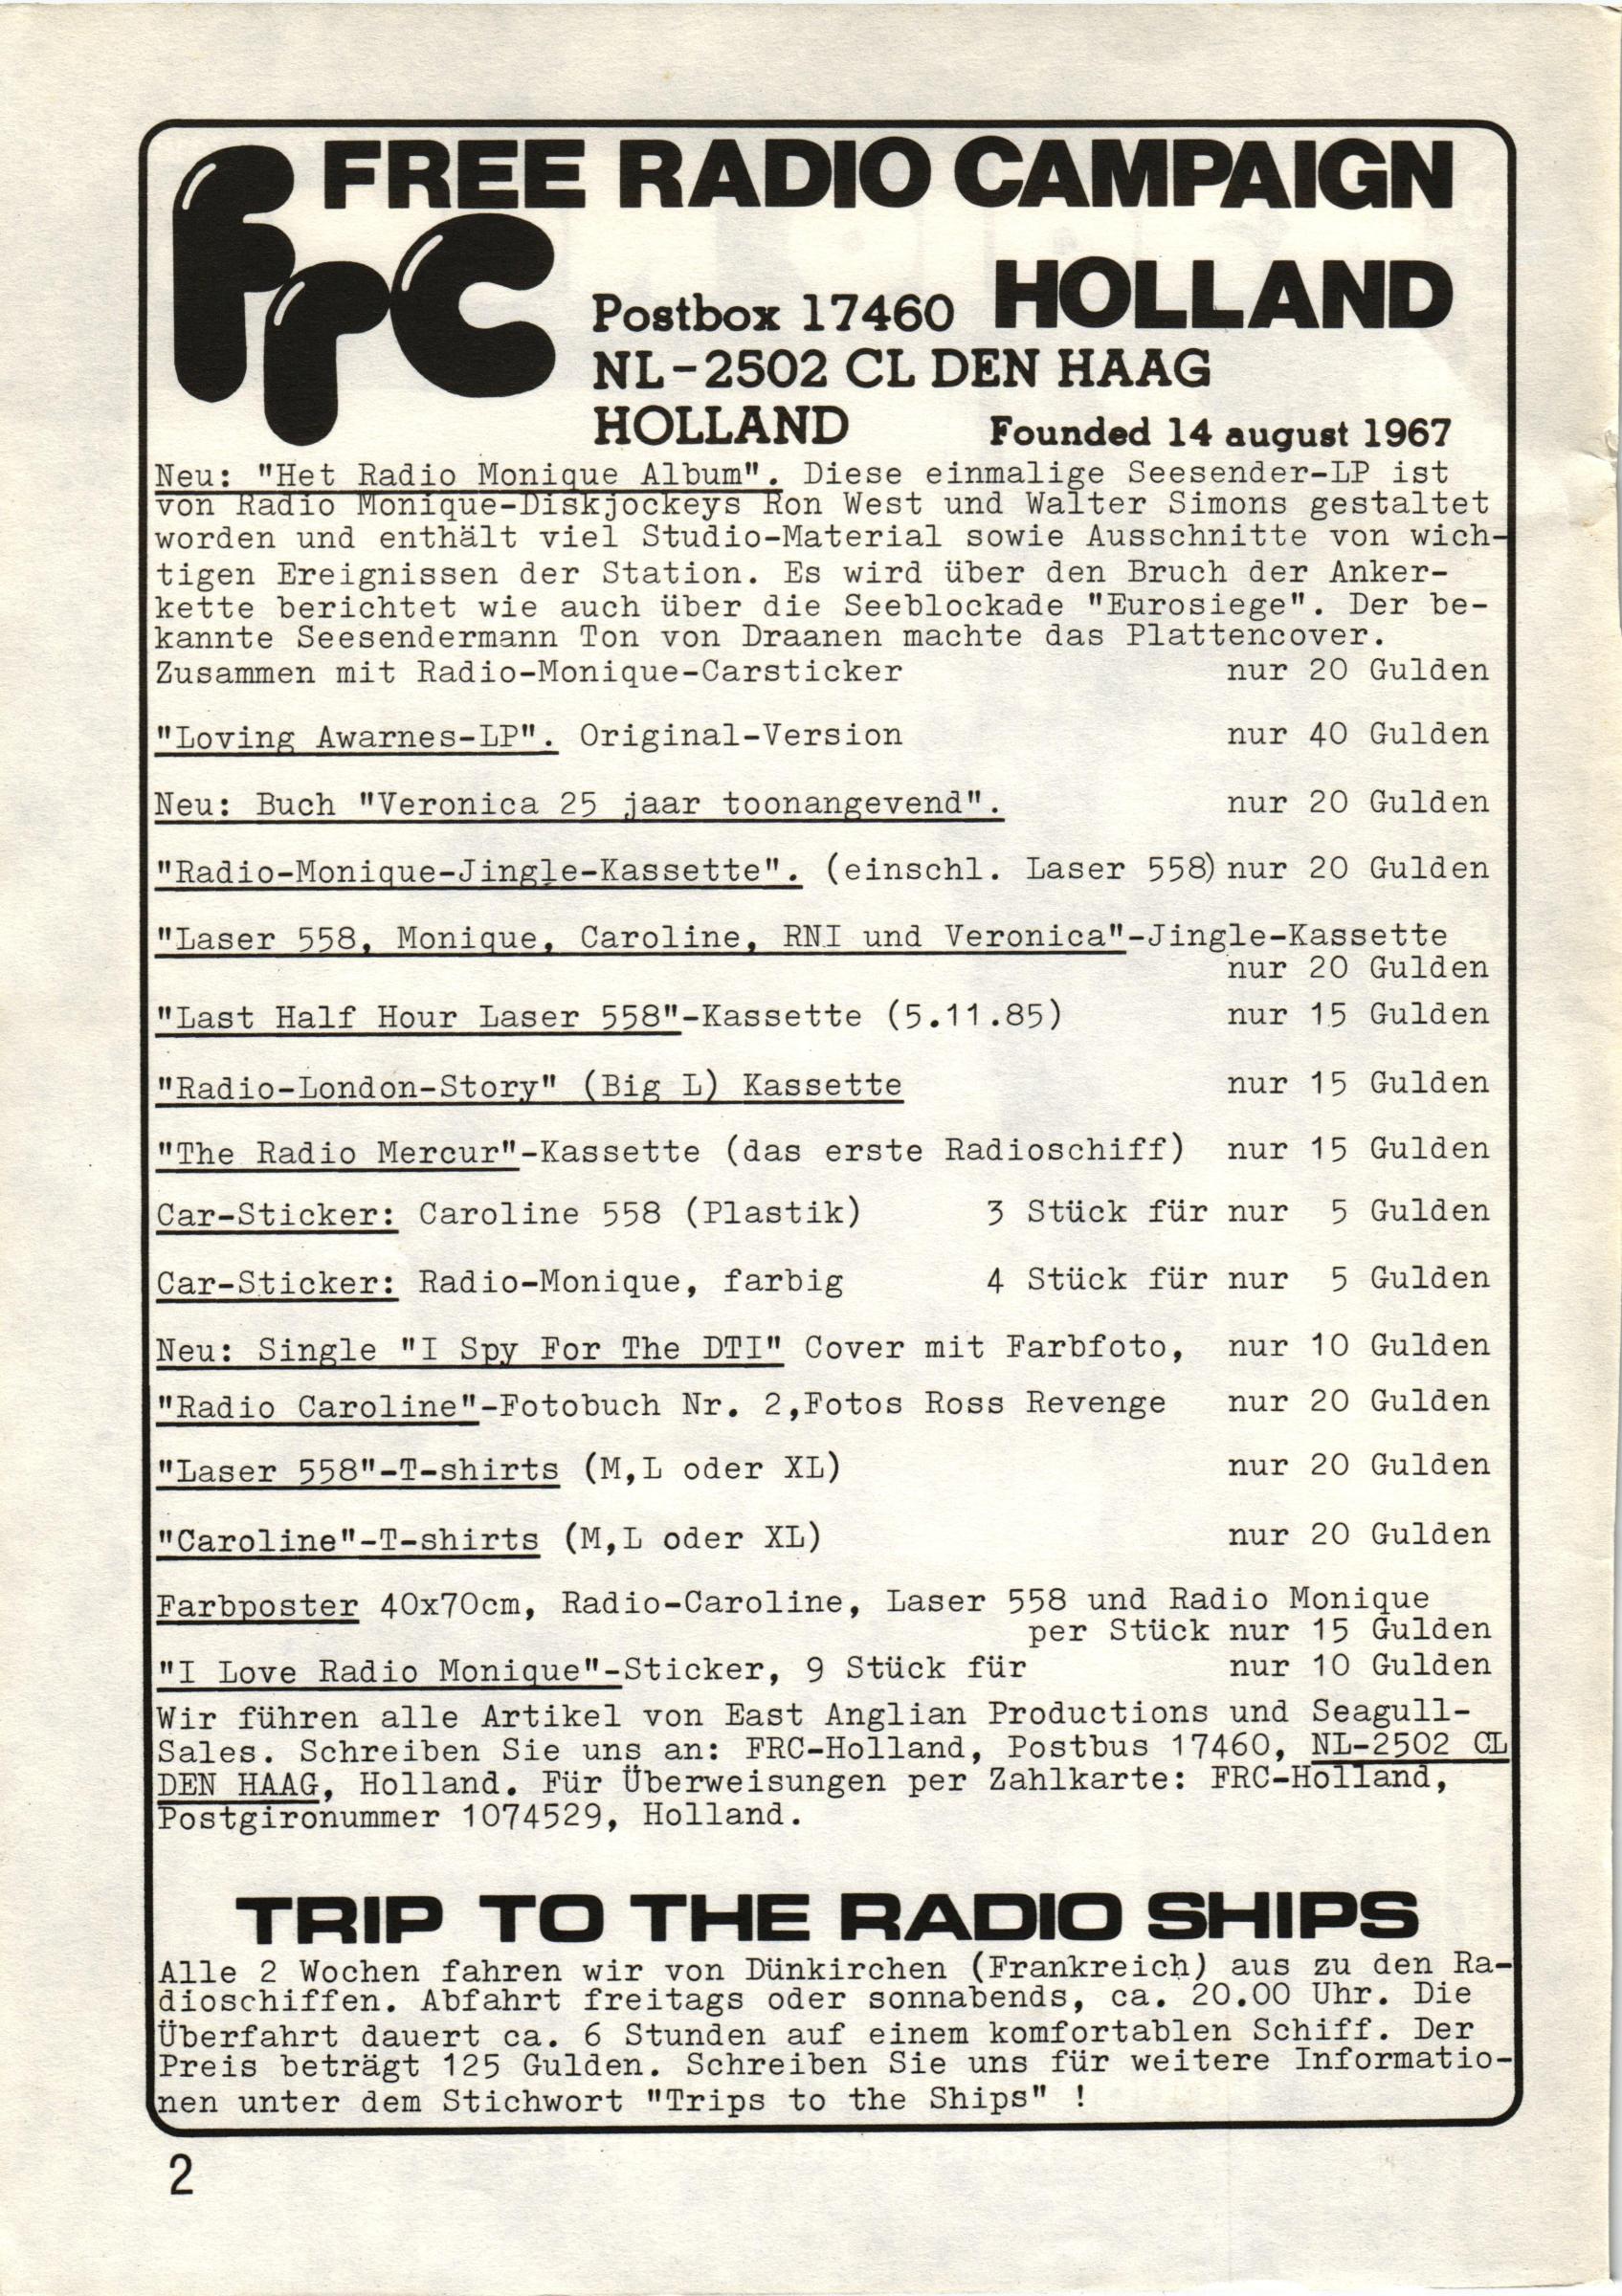 frc
FREE RADIO CAMPAIGN
HOLLAND
Postbox 17460
NL-2502 CL DEN HAAG
HOLLAND
Founded 14 august 1967
Neu: "Het Radio Monique Album". Diese einmalige Seesender-LP ist
von Radio Monique-Diskjockeys Ron West und Walter Simons gestaltet
worden und enthält viel Studio-Material sowie Ausschnitte von wich-
tigen Ereignissen der Station. Es wird über den Bruch der Anker-
kette berichtet wie auch über die Seeblockade "Eurosiege". Der be-
kannte Seesendermann Ton von Draanen machte das Plattencover.
Zusammen mit Radio-Monique-Carsticker nur 20 Gulden
"Loving Awarnes-LP". Original-Version nur 40 Gulden
Neu: Buch "Veronica 25 jaar toonangevend". nur 20 Gulden
"Radio-Monique-Jingle-Kassette". (einschl. Laser 558) nur 20 Gulden
"Laser 558, Monique, Caroline, RNI und Veronica"-Jingle-Kassette
nur 20 Gulden
"Last Half Hour Laser 558"-Kassette (5.11.85) nur 15 Gulden
"Radio-London-Story" (Big L) Kassette nur 15 Gulden
"The Radio Mercur"-Kassette (das erste Radioschiff) nur 15 Gulden
Car-Sticker: Caroline 558 (Plastik) 3 Stück für nur 5 Gulden
Car-Sticker: Radio-Monique, farbig 4 Stück für nur 5 Gulden
Neu: Single "I Spy For The DTI" Cover mit Farbfoto, nur 10 Gulden
"Radio Caroline"-Fotobuch Nr. 2,Fotos Ross Revenge nur 20 Gulden
"Laser 558"-T-shirts (M,L oder XL) nur 20 Gulden
"Caroline"-T-shirts (M,L oder XL) nur 20 Gulden
Farbposter 40x70cm, Radio-Caroline, Laser 558 und Radio Monique
per Stück nur 15 Gulden
"I Love Radio Monique"-Sticker, 9 Stück für nur 10 Gulden
Wir führen alle Artikel von East Anglian Productions und Seagull-
Sales. Schreiben Sie uns an: FRC-Holland, Postbus 17460, NL-2502 CL
DEN HAAG, Holland. Für Überweisungen per Zahlkarte: FRC-Holland,
Postgironummer 1074529, Holland.
TRIP TO THE RADIO SHIPS
Alle 2 Wochen fahren wir von Dünkirchen (Frankreich) aus zu den Ra-
dioschiffen. Abfahrt freitags oder sonnabends, ca. 20.00 Uhr. Die
Überfahrt dauert ca. 6 Stunden auf einem komfortablen Schiff. Der
Preis beträgt 125 Gulden. Schreiben Sie uns für weitere Informatio-
nen unter dem Stichwort "Trips to the Ships" !
2